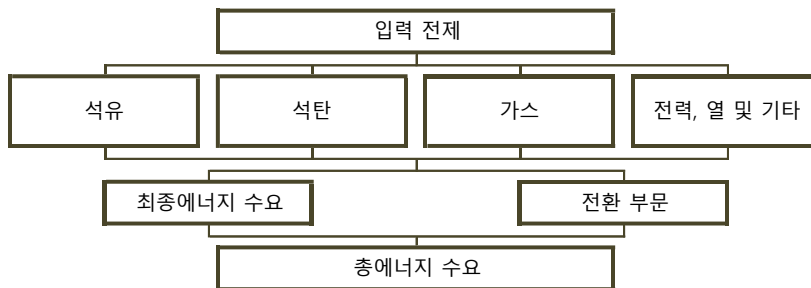 입력 전제
석유
석탄
가스
전력, 열 및 기타
최종에너지 수요
전환 부문
총에너지 수요